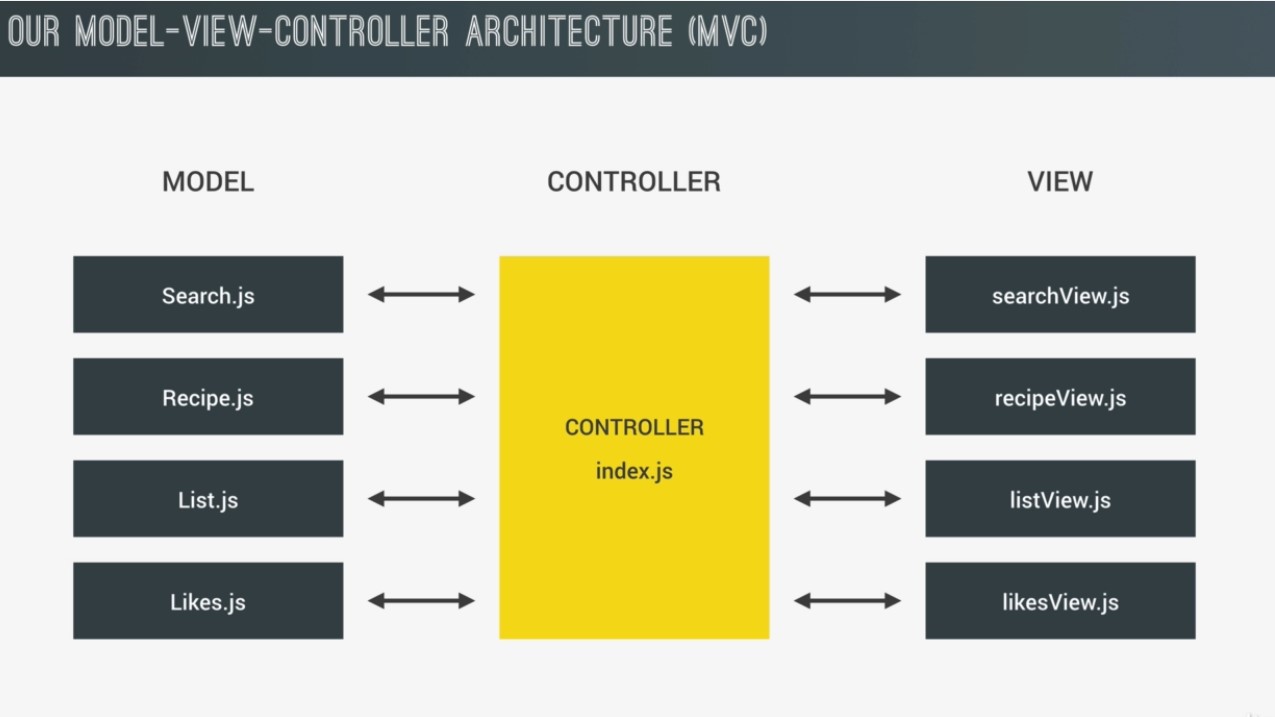 OUR MODEL-VIEW-CONTROLLER ARCHITECTURE (MVC)
MODEL
CONTROLLER
VIEW
Search.js
searchView.js
Recipe.js
recipeView.js
CONTROLLER
index.js
List.js
listView.js
Likes.js
likesView.js